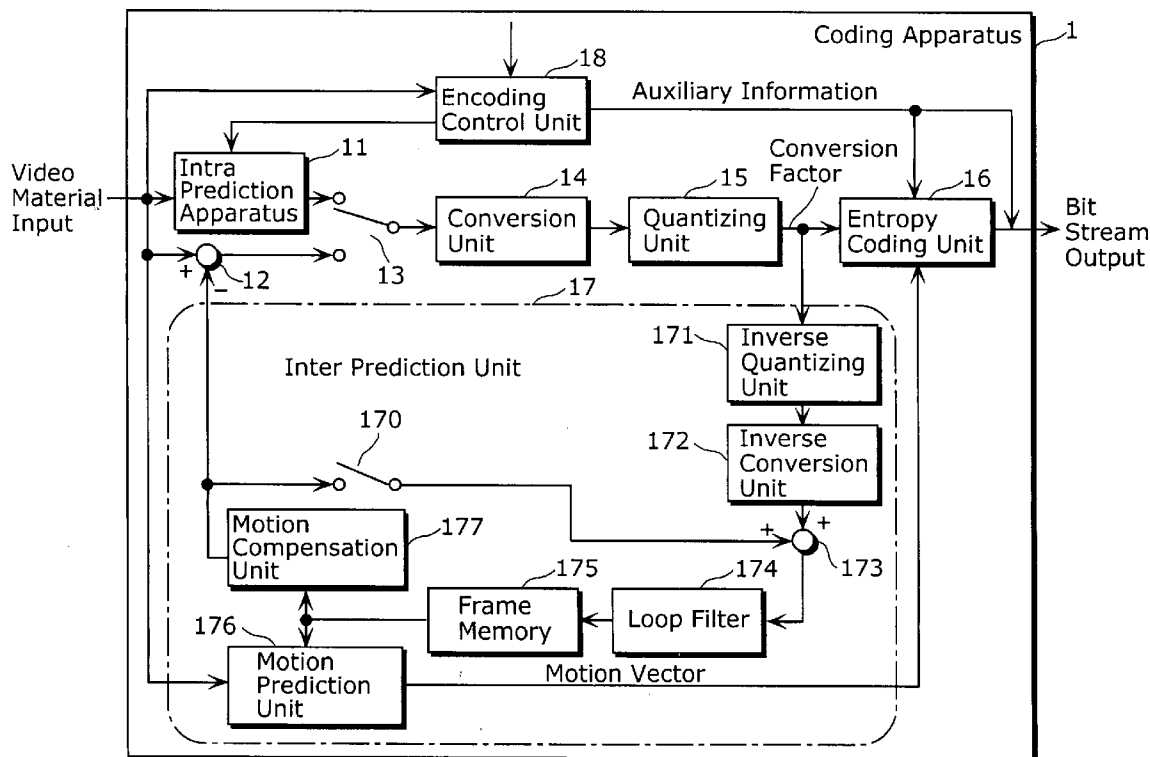 Coding Apparatus
1
18
Encoding
Control Unit
Auxiliary Information
Video
Material
Input
11
Intra
Prediction
Apparatus
14
Conversion
Unit
15
Quantizing
Unit
Conversion
Factor
16
Entropy
Coding Unit
Bit
Stream
Output
13
+
12
−
17
Inter Prediction Unit
171
Inverse
Quantizing
Unit
170
172
Inverse
Conversion
Unit
+
+
173
Motion
Compensation
Unit
177
175
Frame
Memory
174
Loop Filter
176
Motion
Prediction
Unit
Motion Vector